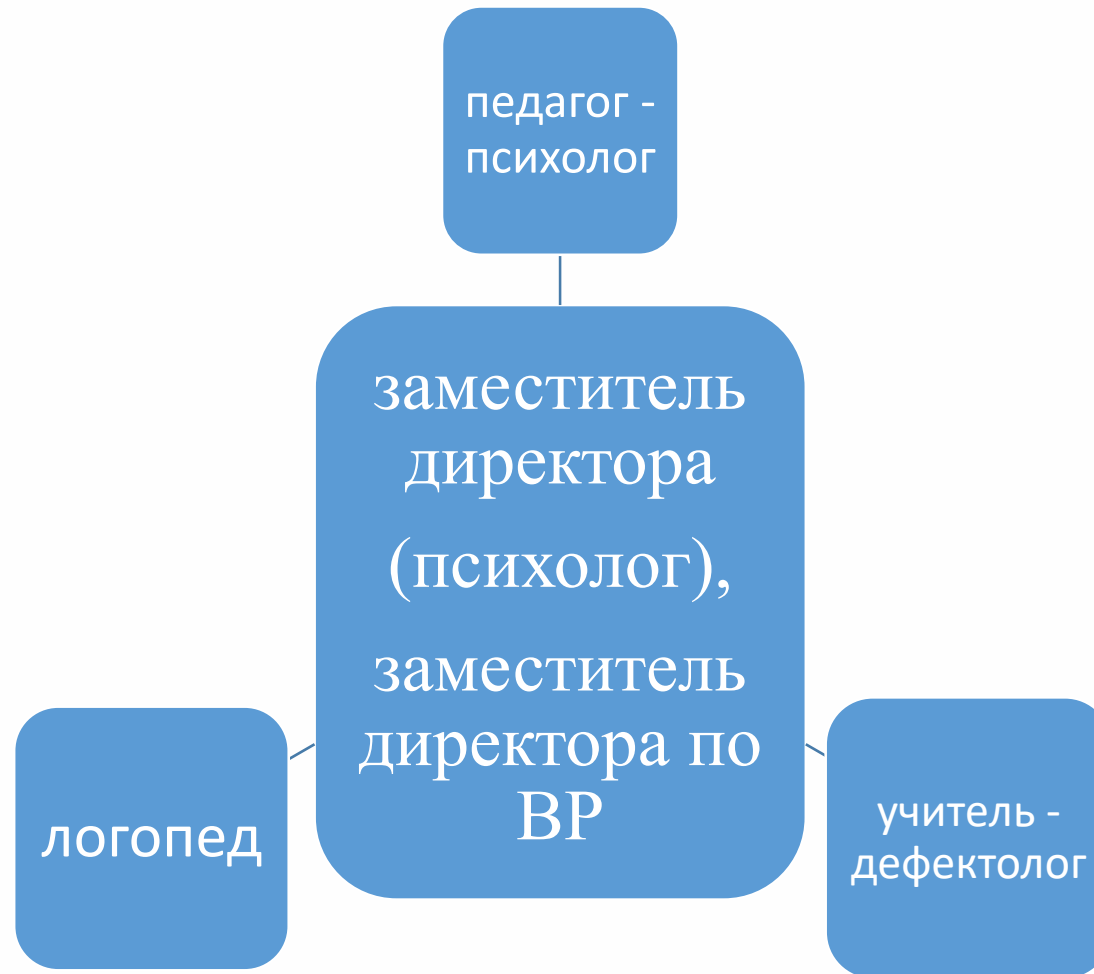 педагог -
психолог
заместитель
директора
(психолог),
заместитель
директора по
ВР
логопед
учитель -
дефектолог